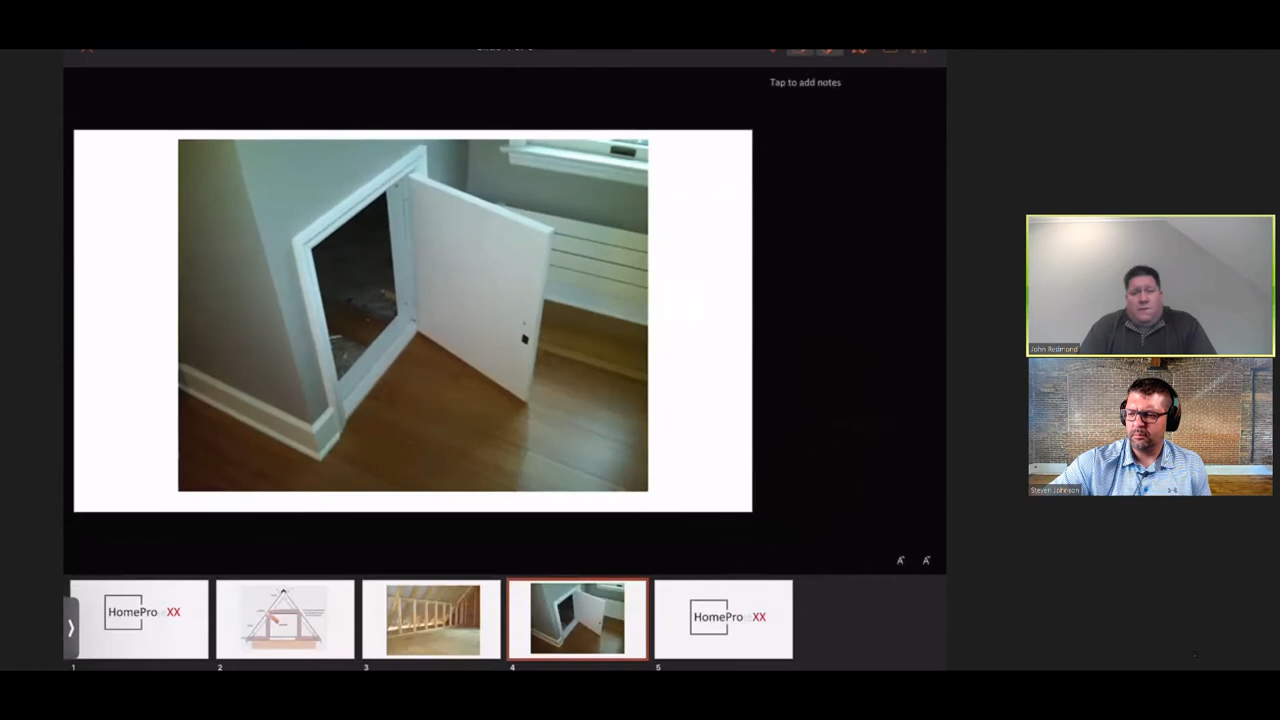 Tap to add notes
John Redmond
Steven Johnson
HomePro XX
HomePro XX
1
2
3
4
5